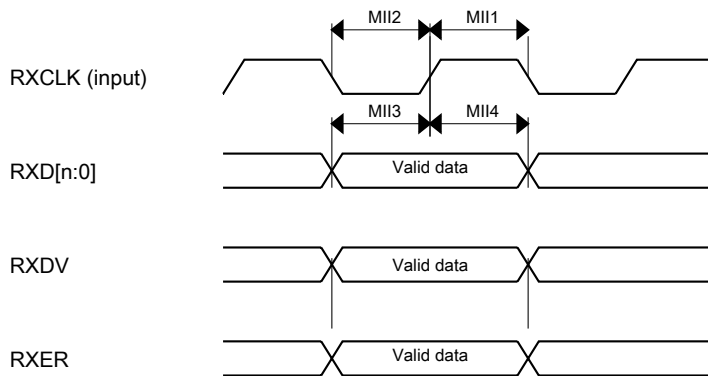 MII2 MII1
RXCLK (input)
MII3 MII4
RXD[n:0] Valid data
RXDV Valid data
RXER Valid data